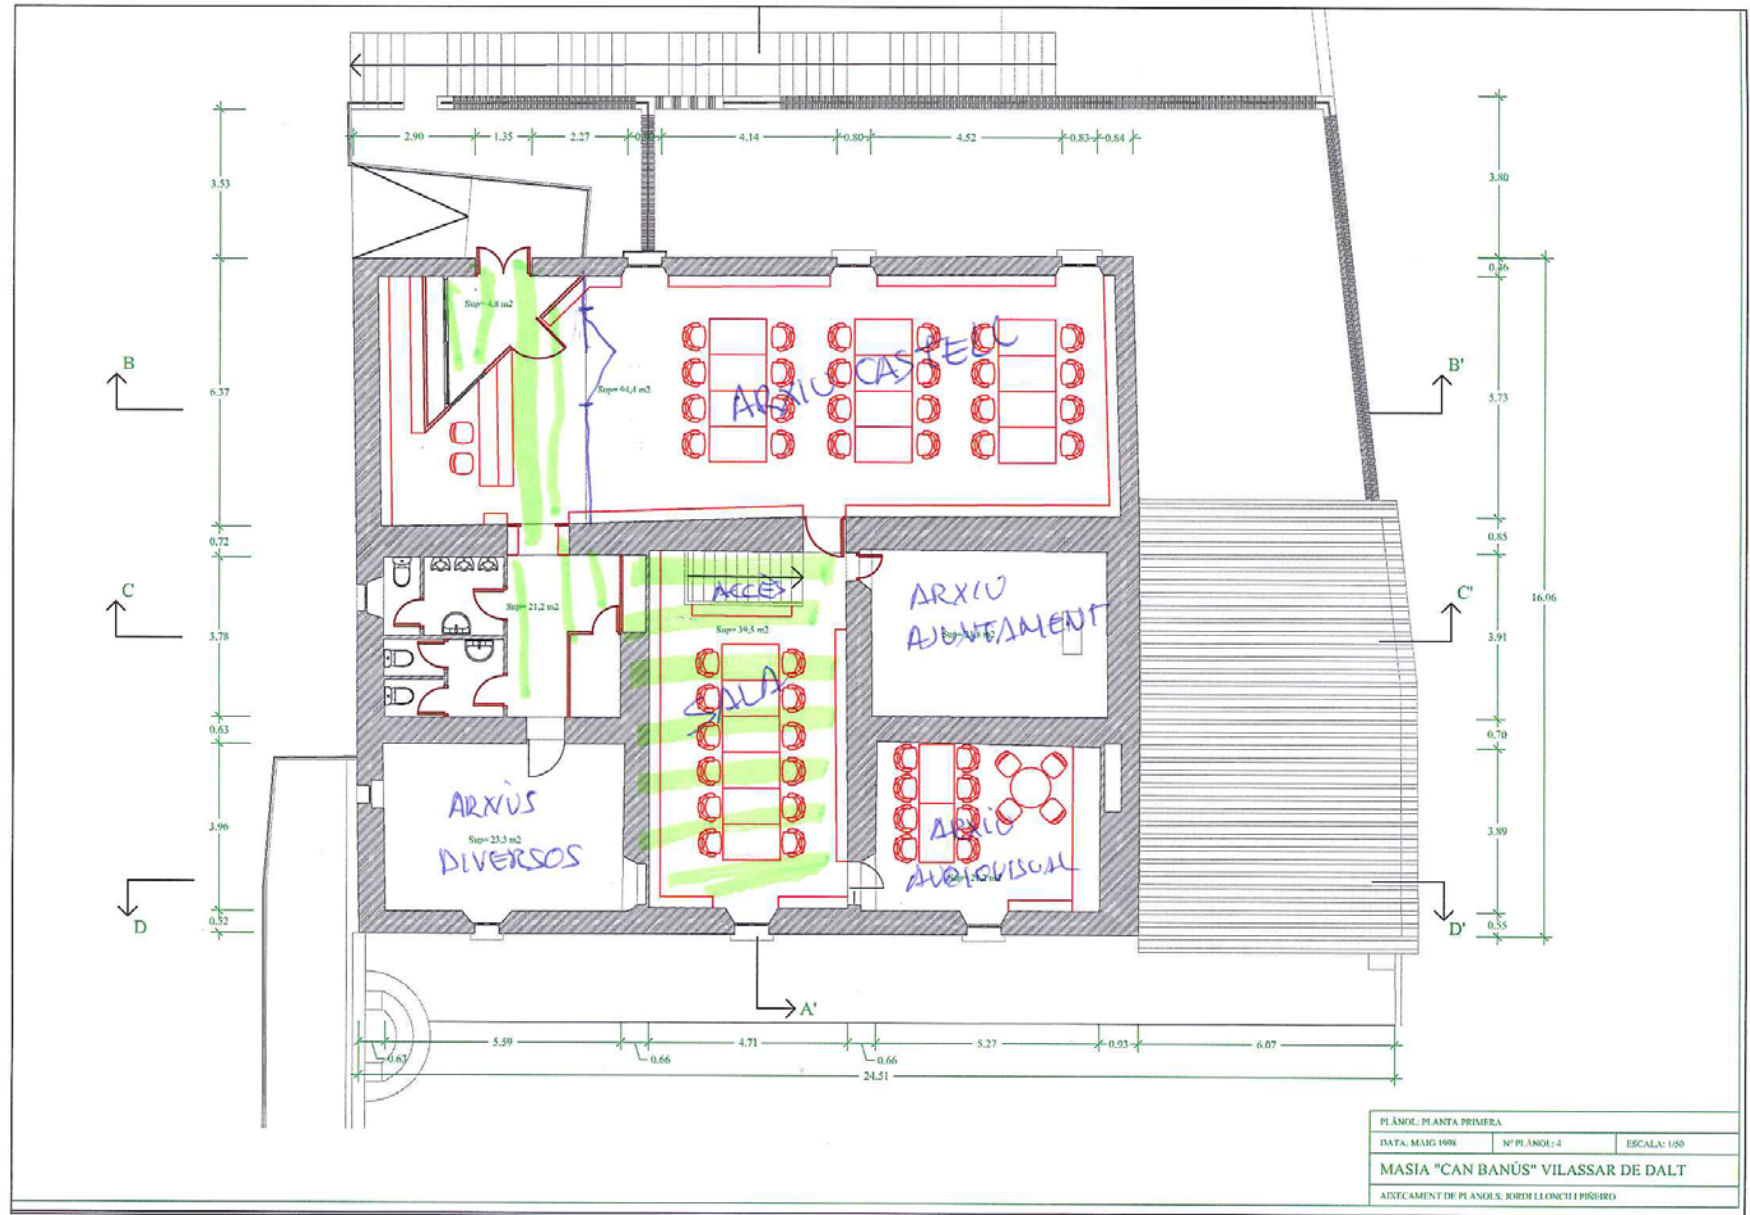 2.90
1.35
2.27
4.14
0.80
4.52
0.83
0.84
3.53
3.80
Sup= 4,8 m2
0.46
B
B'
6.37
Sup= 94,4 m2
ARXIU CASTELL
5.73
0.72
0.85
C
C'
ACCÈS
ARXIU
AJUNTAMENT
Sup= 21,2 m2
Sup= 39,5 m2
16.06
3.78
3.91
SALA
0.63
0.70
ARXIUS
DIVERSOS
Sup= 23,3 m2
3.96
ARXIU
AUDIOVISUAL
3.89
D
D'
0.52
0.55
A'
0.63
5.59
0.66
4.71
0.66
5.27
0.93
6.07
24.51
PLÀNOL: PLANTA PRIMERA
DATA: MAIG 1998
Nº PLÀNOL: 4
ESCALA: 1/50
MASIA "CAN BANÚS" VILASSAR DE DALT
AIXECAMENT DE PLANOLS: JORDI LLONCH I PIÑEIRO